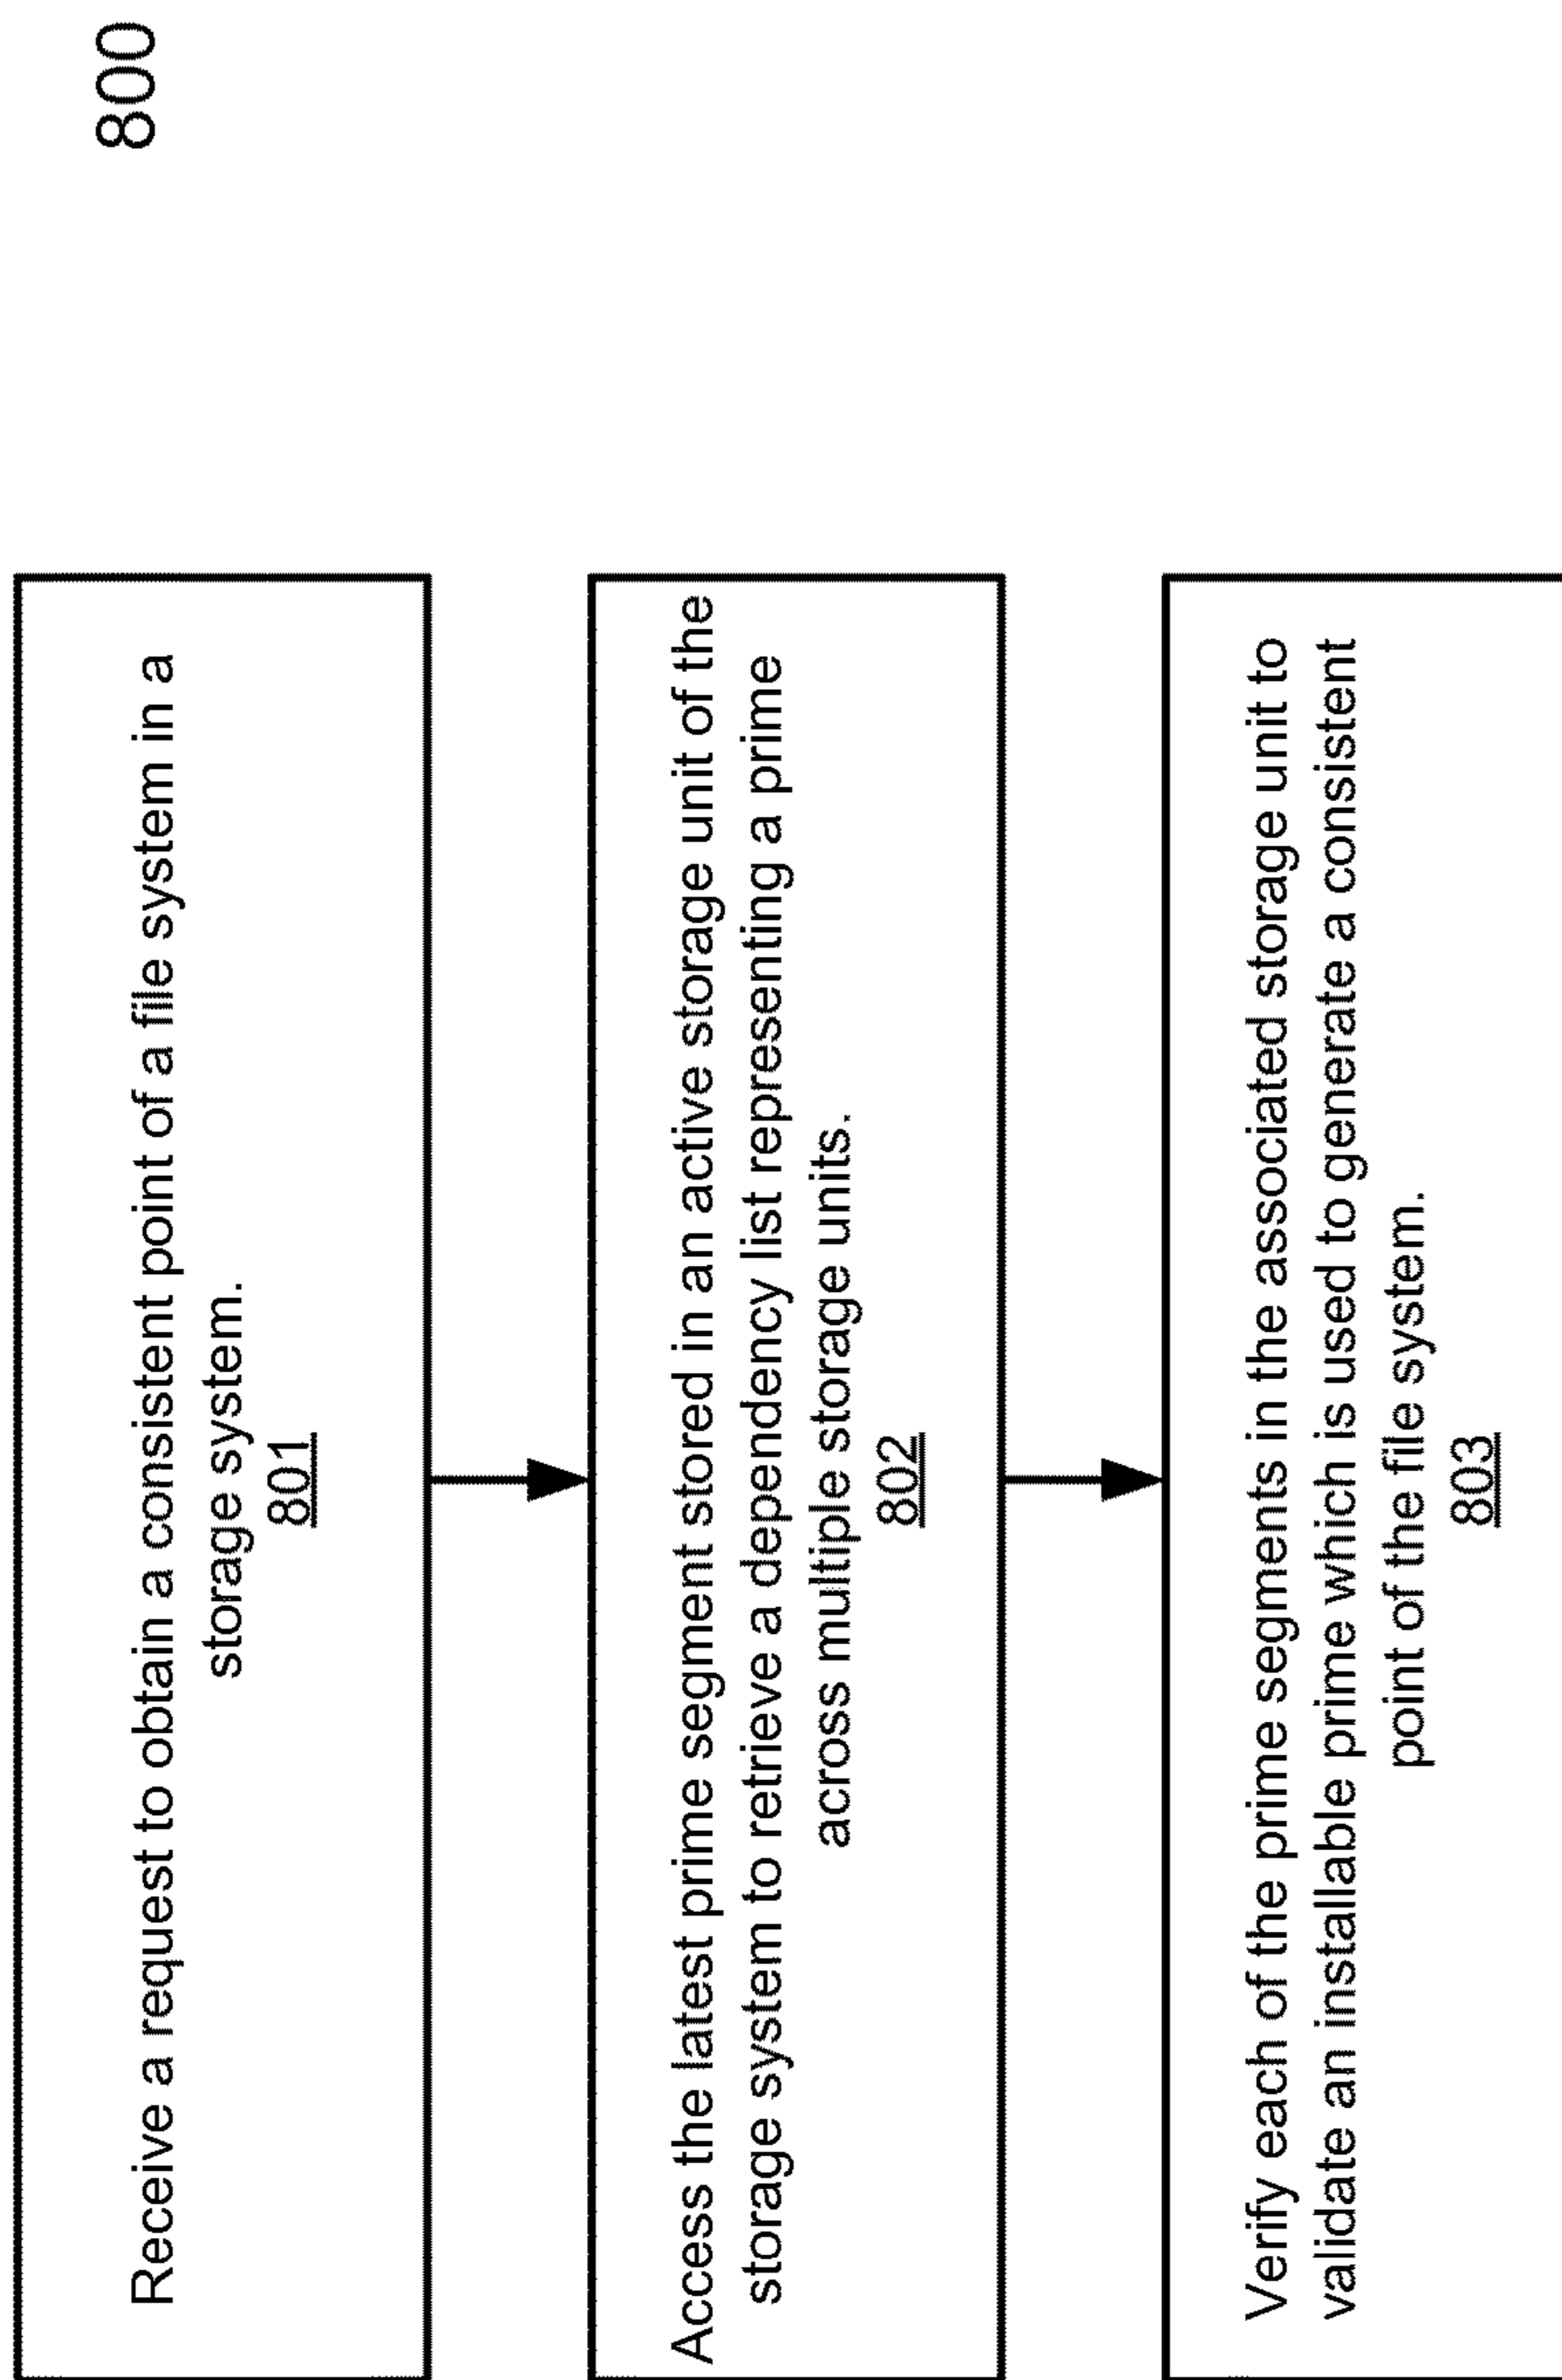 800
Receive a request to obtain a consistent point of a file system in a
storage system.
801
Access the latest prime segment stored in an active storage unit of the
storage system to retrieve a dependency list representing a prime
across multiple storage units.
802
Verify each of the prime segments in the associated storage unit to
validate an installable prime which is used to generate a consistent
point of the file system.
803